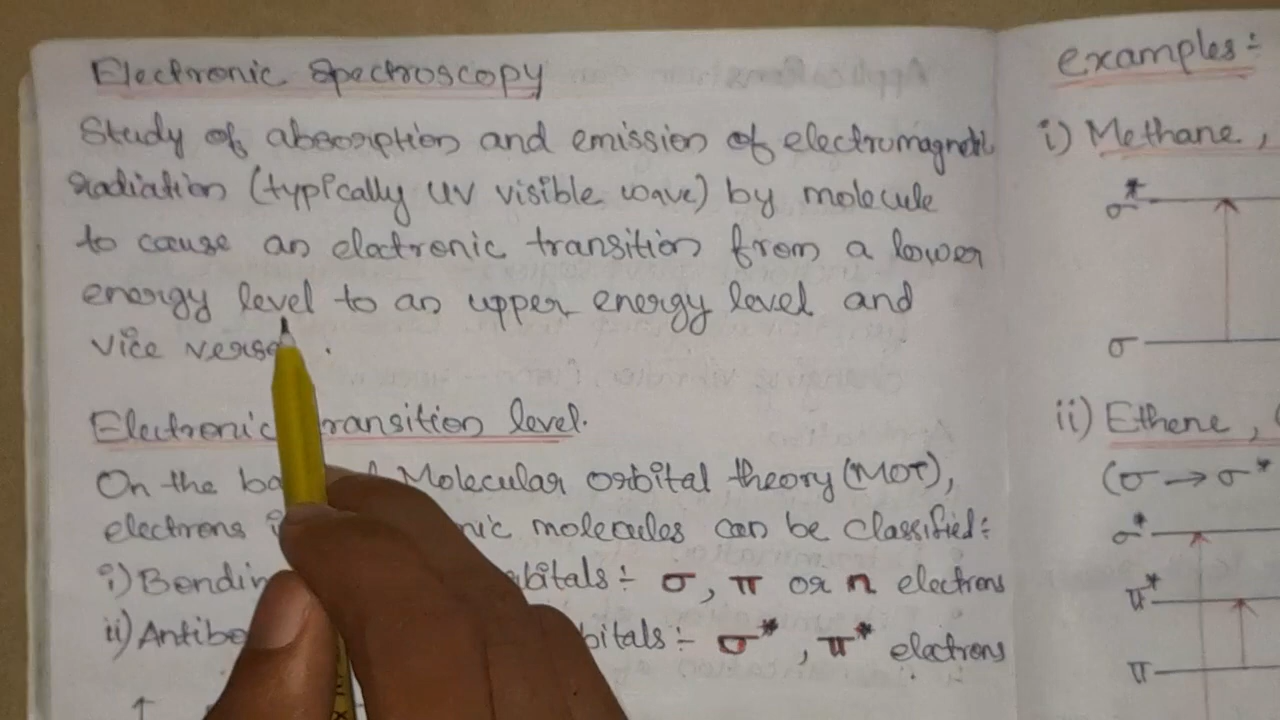 Electronic Spectroscopy
Study of absorption and emission of electromagnetic
radiation (typically UV visible wave) by molecule
to cause an electronic transition from a lower
energy level to an upper energy level and
vice versa.
Electronic transition level.
On the Molecular orbital theory (MOT),
electrons molecules can be classified:
i) σ, π or n electrons
ii) σ*, π* electrons
examples:
i) Methane,
σ*
σ
ii) Ethene,
(σ → σ*
σ*
π*
π